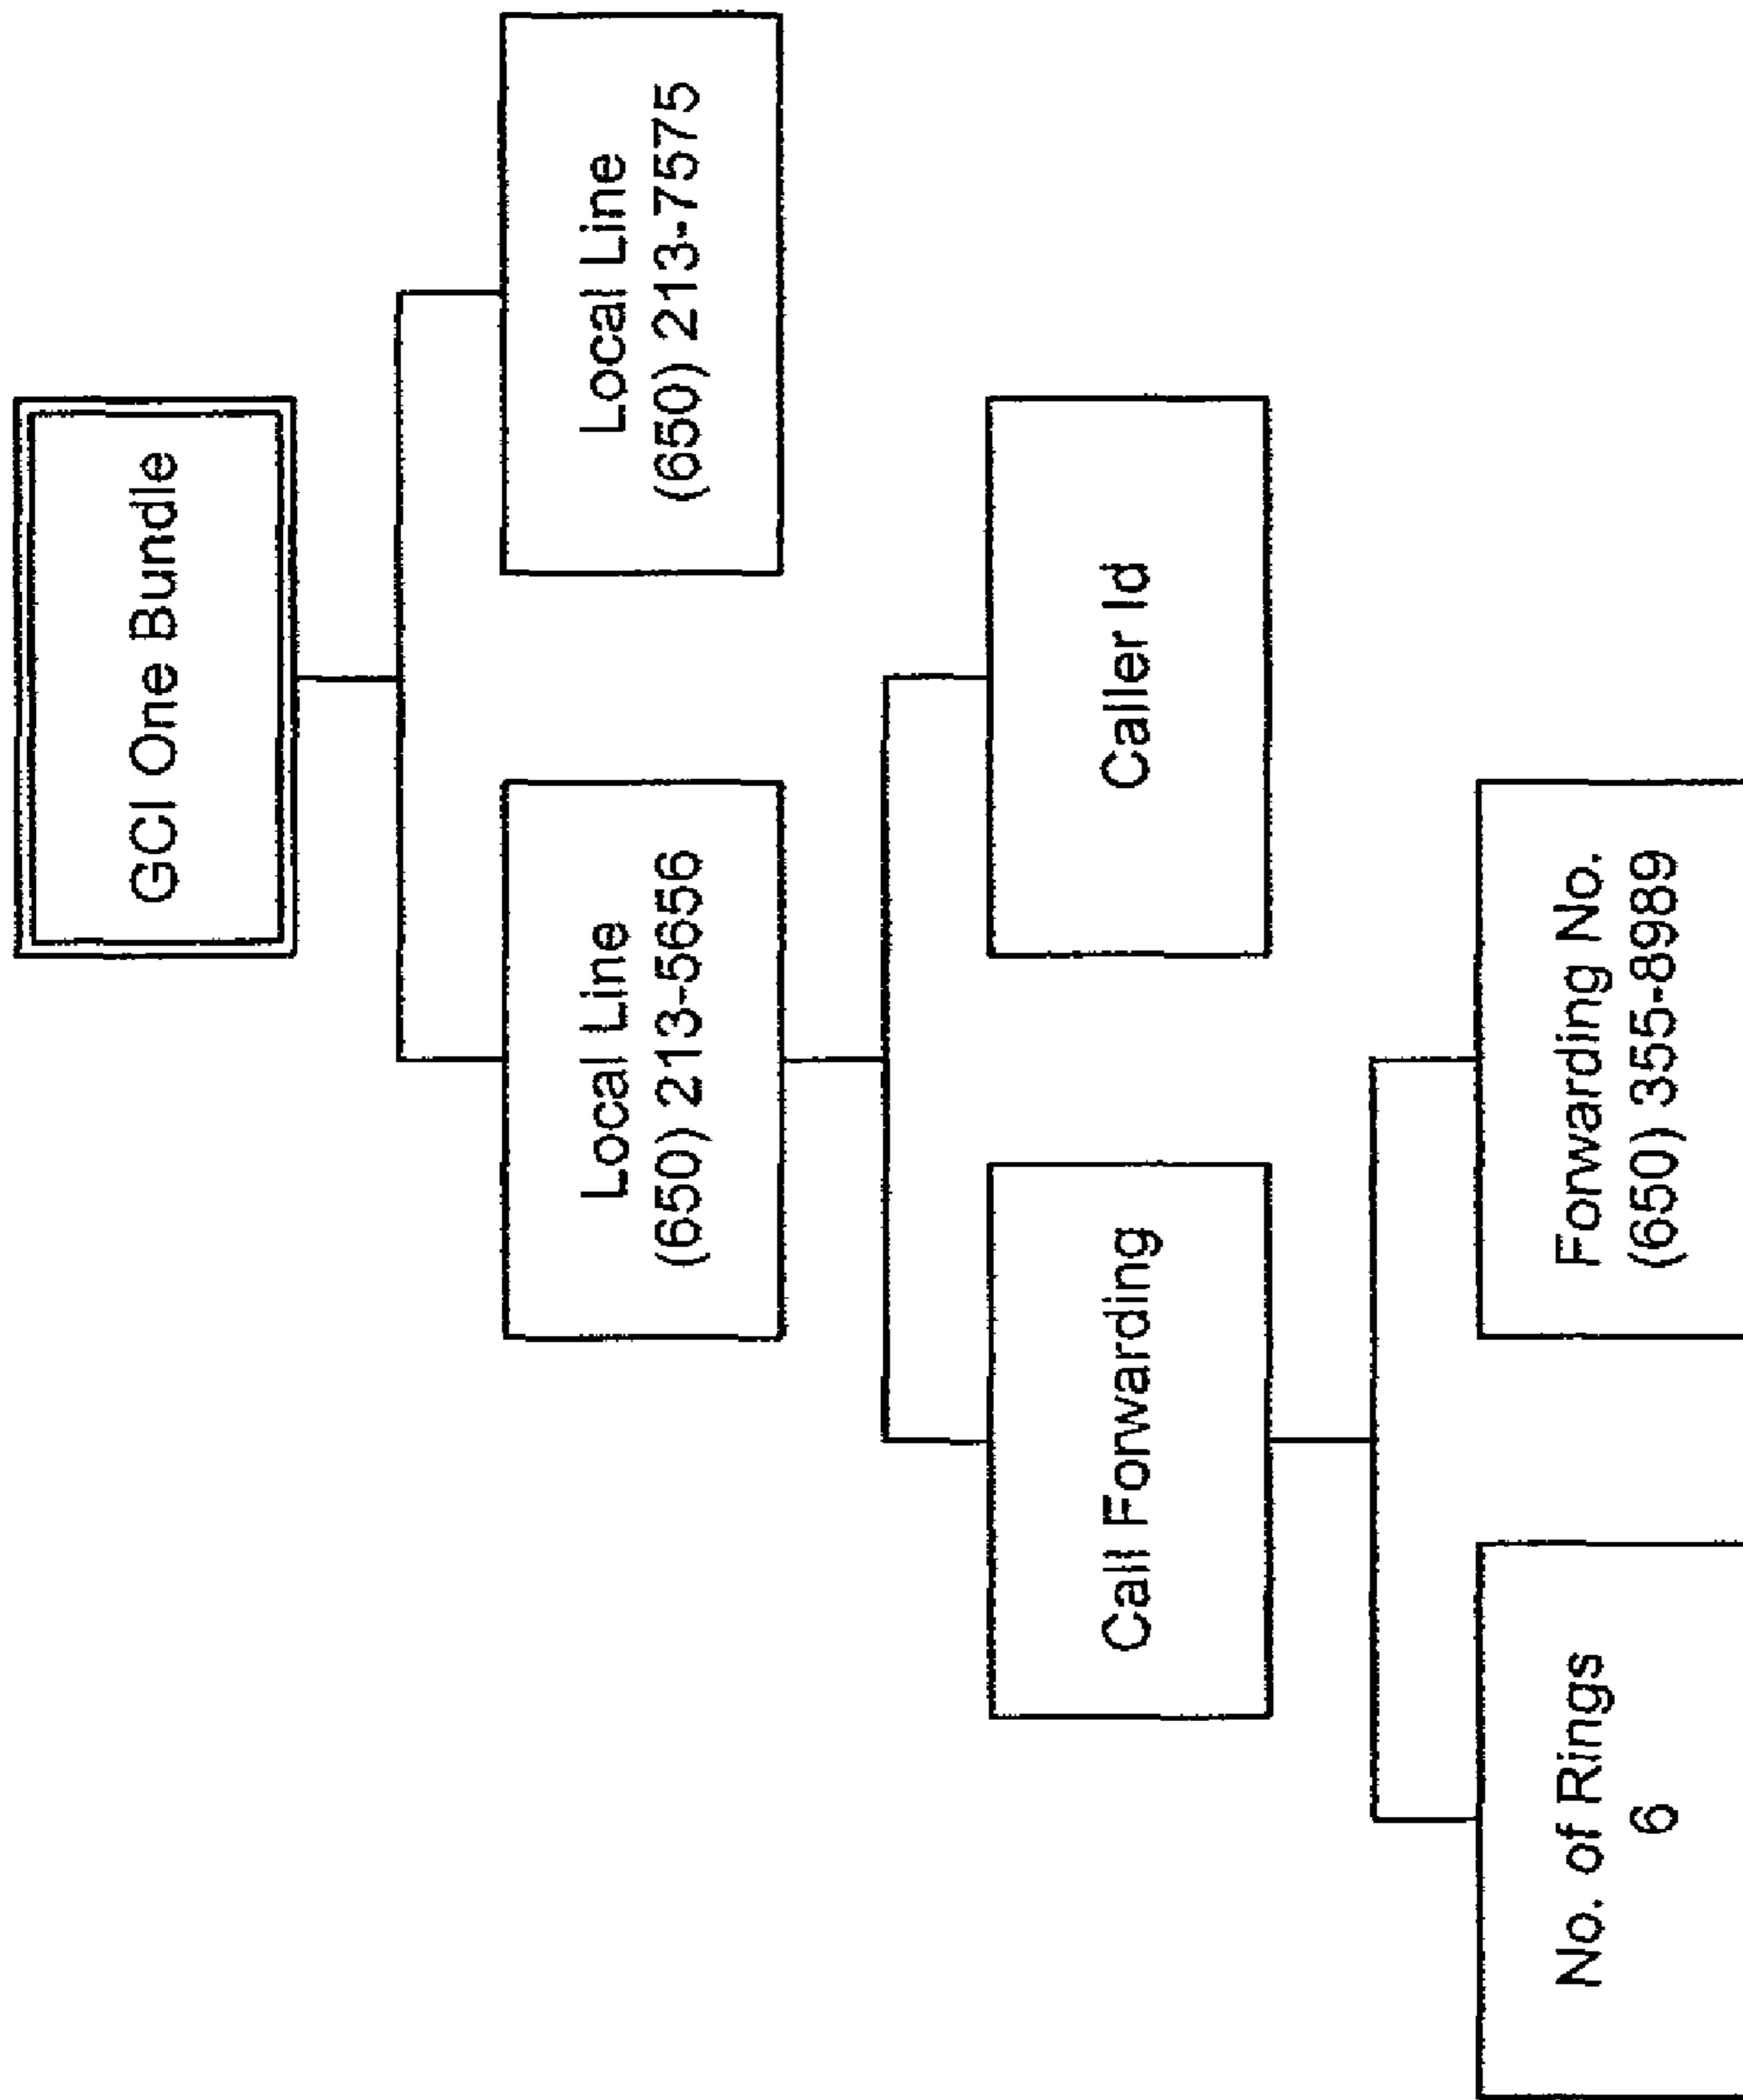 GCI One Bundle
Local Line
(650) 213-5656
Local Line
(650) 213-7575
Call Forwarding
Caller Id
No. of Rings
6
Forwarding No.
(650) 355-8989